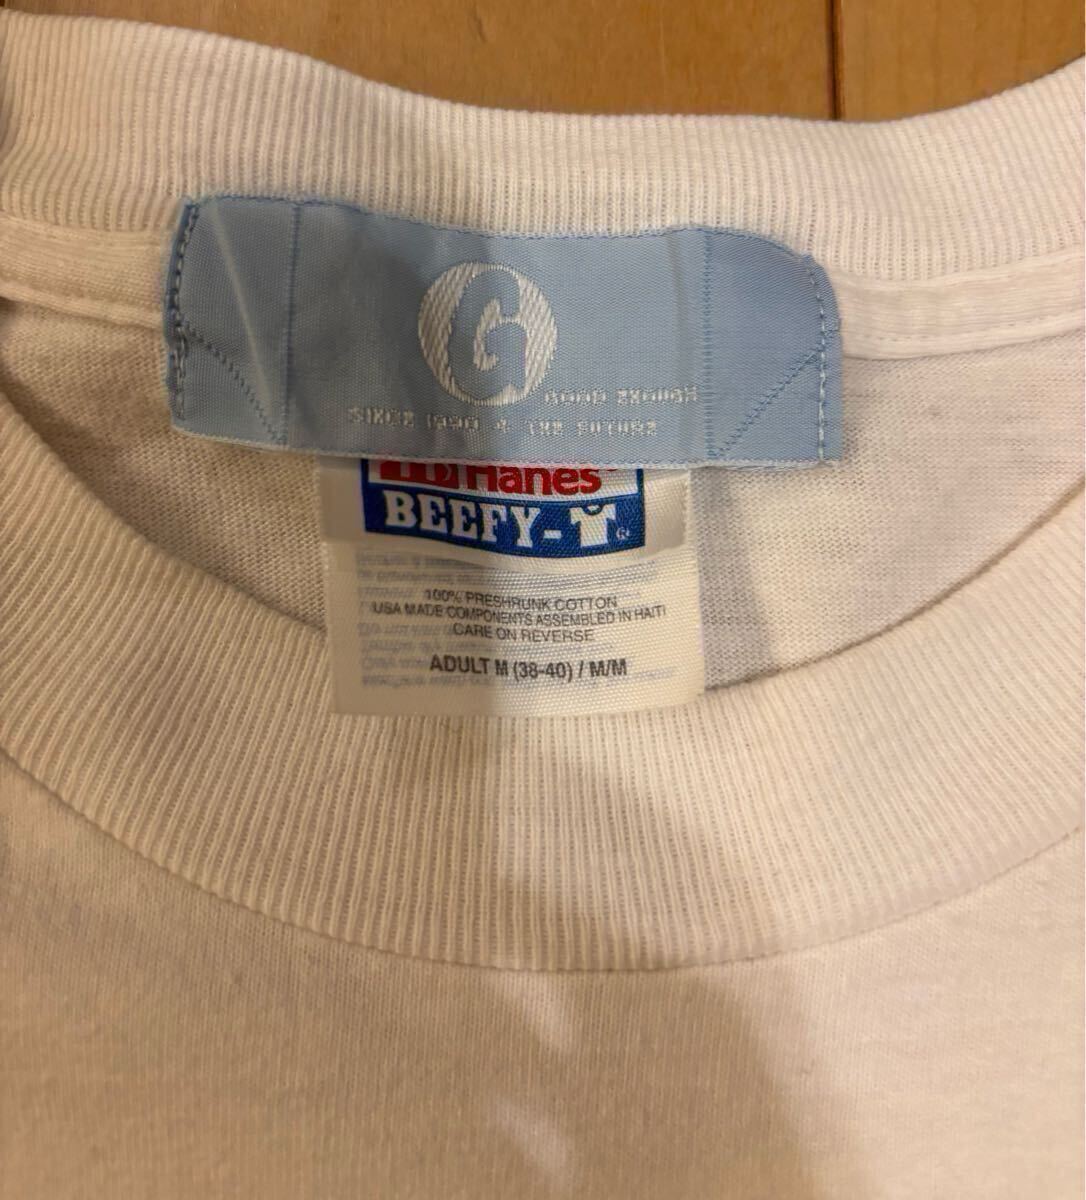 G
GOOD ENOUGH
SINCE 1990 & THE FUTURE
Hanes
BEEFY-T®
100% PRESHRUNK COTTON
USA MADE COMPONENTS ASSEMBLED IN HAITI
CARE ON REVERSE
ADULT M (38-40) / M/M